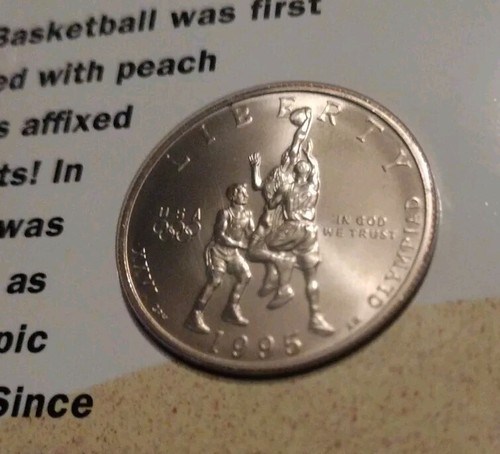 Basketball was first
ed with peach
s affixed
ts! In
was
as
pic
Since
LIBERTY
USA
IN GOD
WE TRUST
XXVI
OLYMPIAD
1995